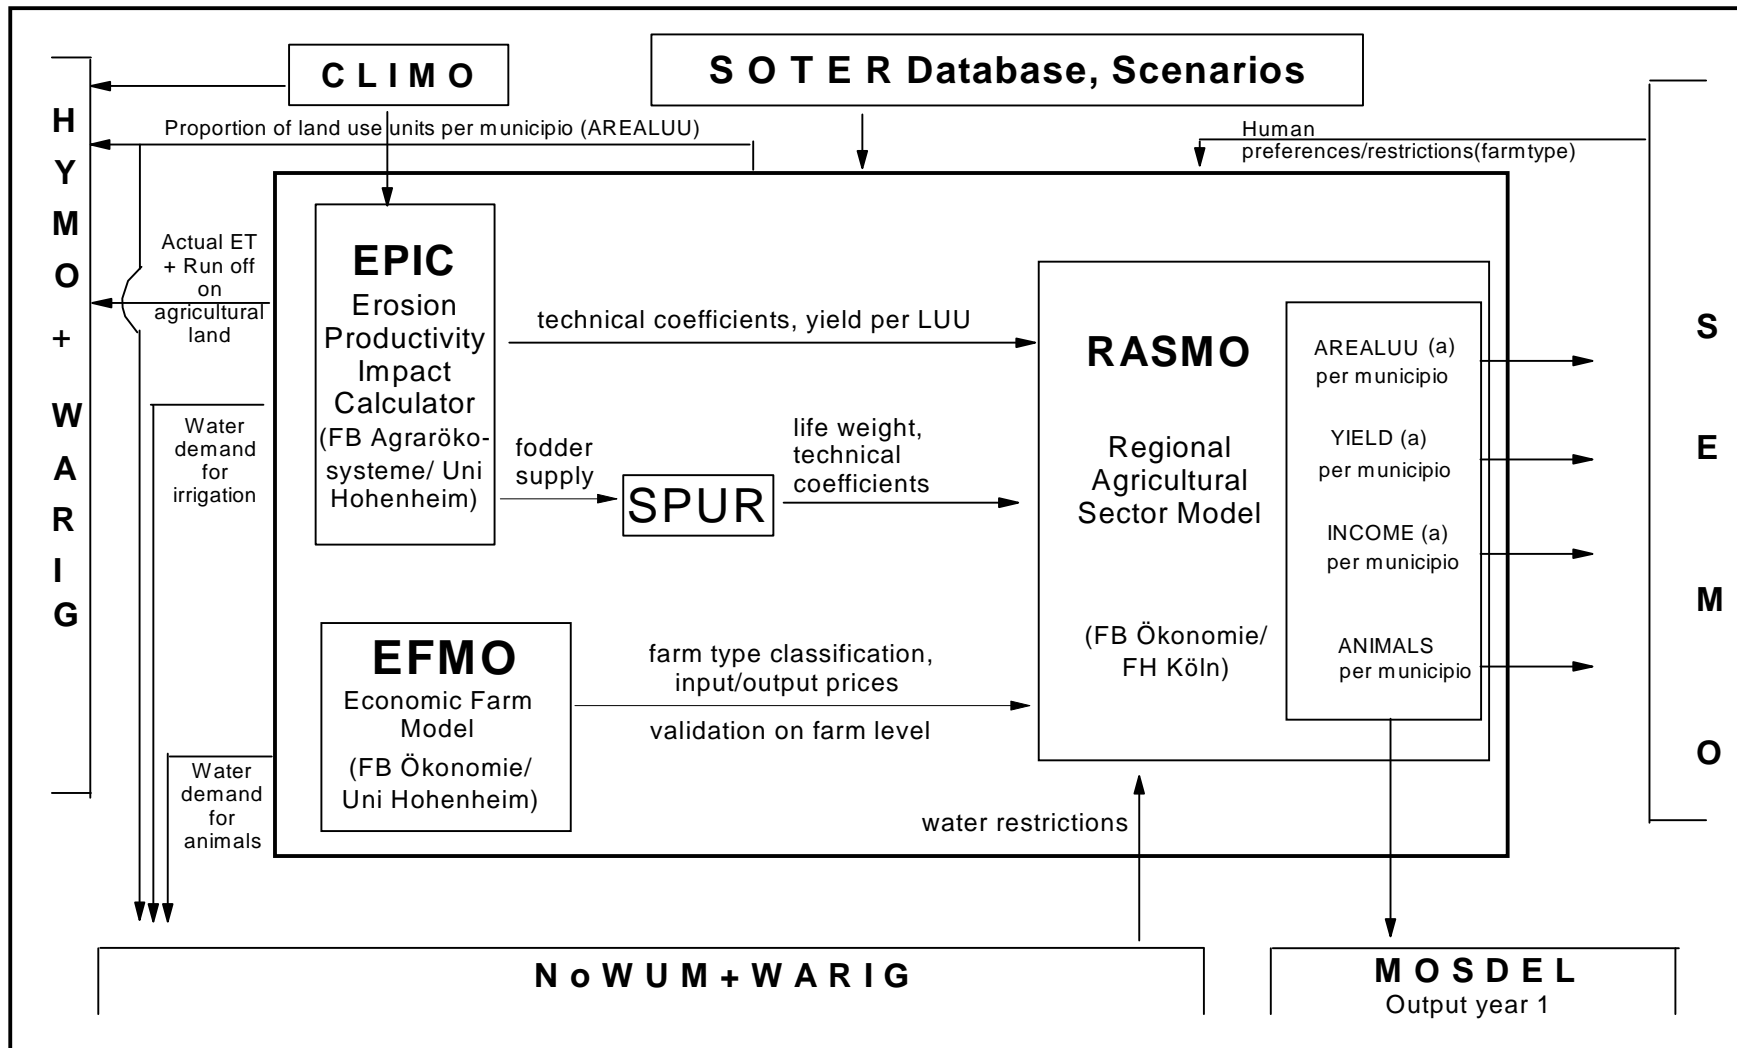 CLIMO
SOTER Database, Scenarios
HYMO + WARIG
Proportion of land use units per municipio (AREALUU)
Human
preferences/restrictions(farmtype)
Actual ET
+ Run off
on
agricultural
land
EPIC
Erosion
Productivity
Impact
Calculator
(FB Agraröko-
systeme/ Uni
Hohenheim)
technical coefficients, yield per LUU
fodder
supply
SPUR
life weight,
technical
coefficients
RASMO
Regional
Agricultural
Sector Model
(FB Ökonomie/
FH Köln)
AREALUU (a)
per municipio
YIELD (a)
per municipio
INCOME (a)
per municipio
ANIMALS
per municipio
SEMO
Water
demand
for
irrigation
EFMO
Economic Farm
Model
(FB Ökonomie/
Uni Hohenheim)
farm type classification,
input/output prices
validation on farm level
Water
demand
for
animals
water restrictions
NoWUM+WARIG
MOSDEL
Output year 1